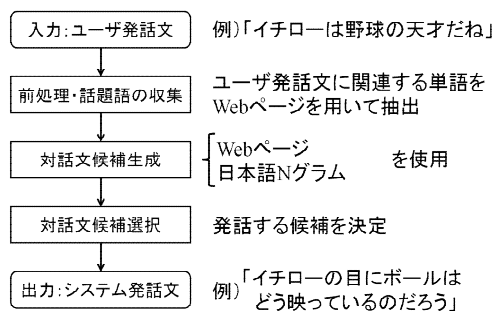 入力:ユーザ発話文
例)「イチローは野球の天才だね」
前処理・話題語の収集
ユーザ発話文に関連する単語を
Webページを用いて抽出
対話文候補生成
Webページ
日本語Nグラム
を使用
対話文候補選択
発話する候補を決定
出力:システム発話文
例)「イチローの目にボールは
どう映っているのだろう」